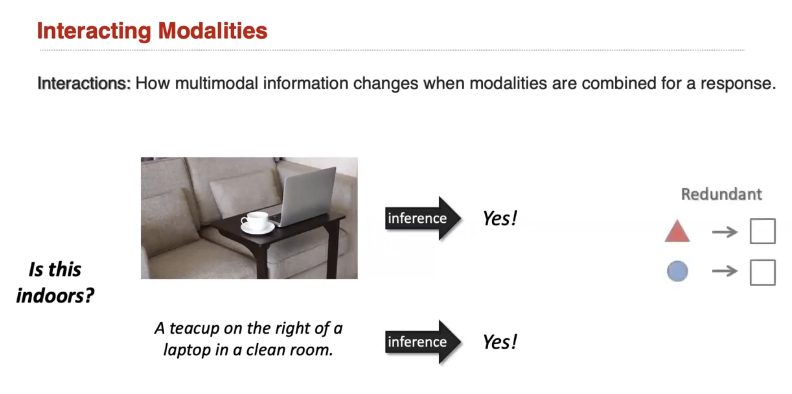 Interacting Modalities
Interactions: How multimodal information changes when modalities are combined for a response.
Is this
indoors?
inference
Yes!
A teacup on the right of a
laptop in a clean room.
inference
Yes!
Redundant